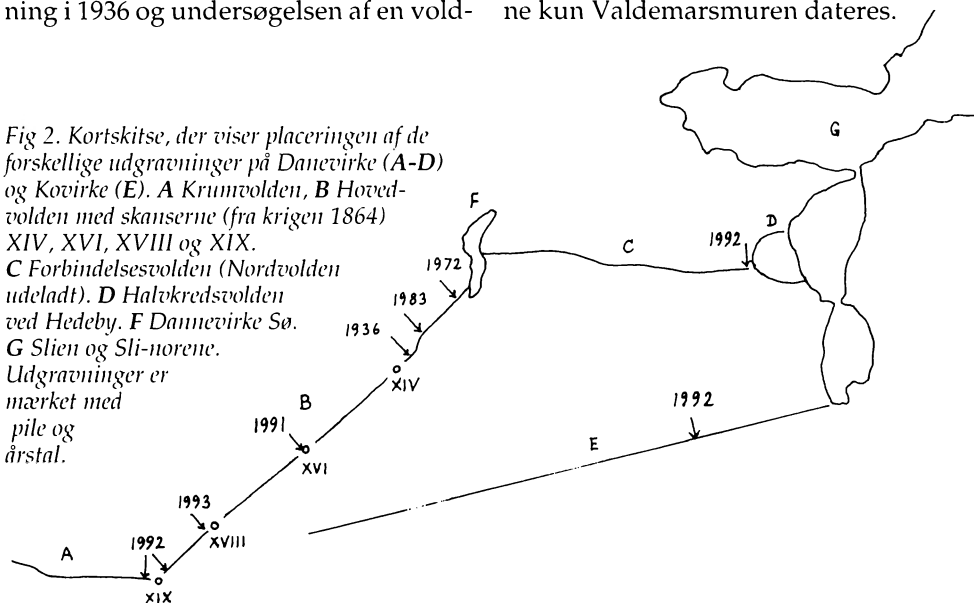 ning i 1936 og undersøgelsen af en vold-
ne kun Valdemarsmuren dateres.
Fig 2. Kortskitse, der viser placeringen af de
forskellige udgravninger på Danevirke (A-D)
og Kovirke (E). A Krumvolden, B Hoved-
volden med skanserne (fra krigen 1864)
XIV, XVI, XVIII og XIX.
C Forbindelsesvolden (Nordvolden
udeladt). D Halvkredsvolden
ved Hedeby. F Dannevirke Sø.
G Slien og Sli-norene.
Udgravninger er
mærket med
pile og
årstal.
G
F
D
C
1992
1972
1983
1936
XIV
B
1992
1991
E
XVI
1993
XVIII
1992
A
XIX